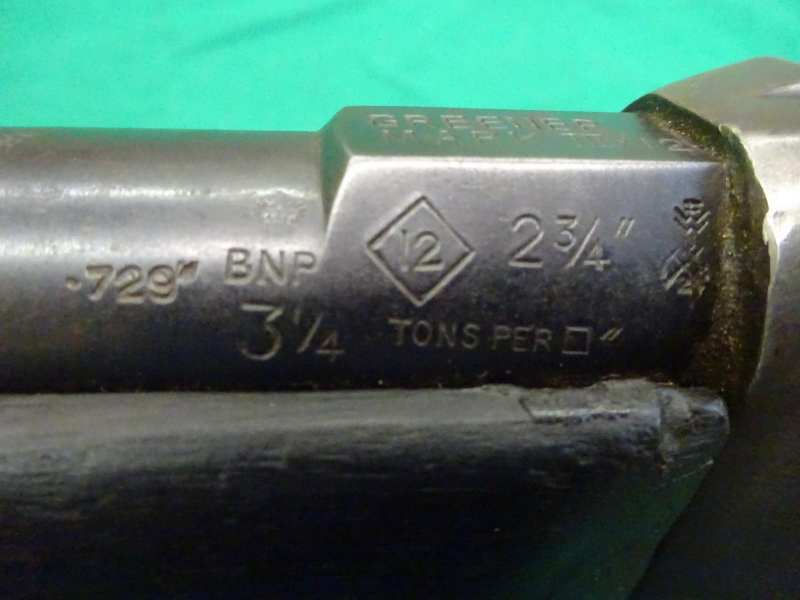 GREENER
.729" BNP 12 2¾"
3¼ TONS PER □"